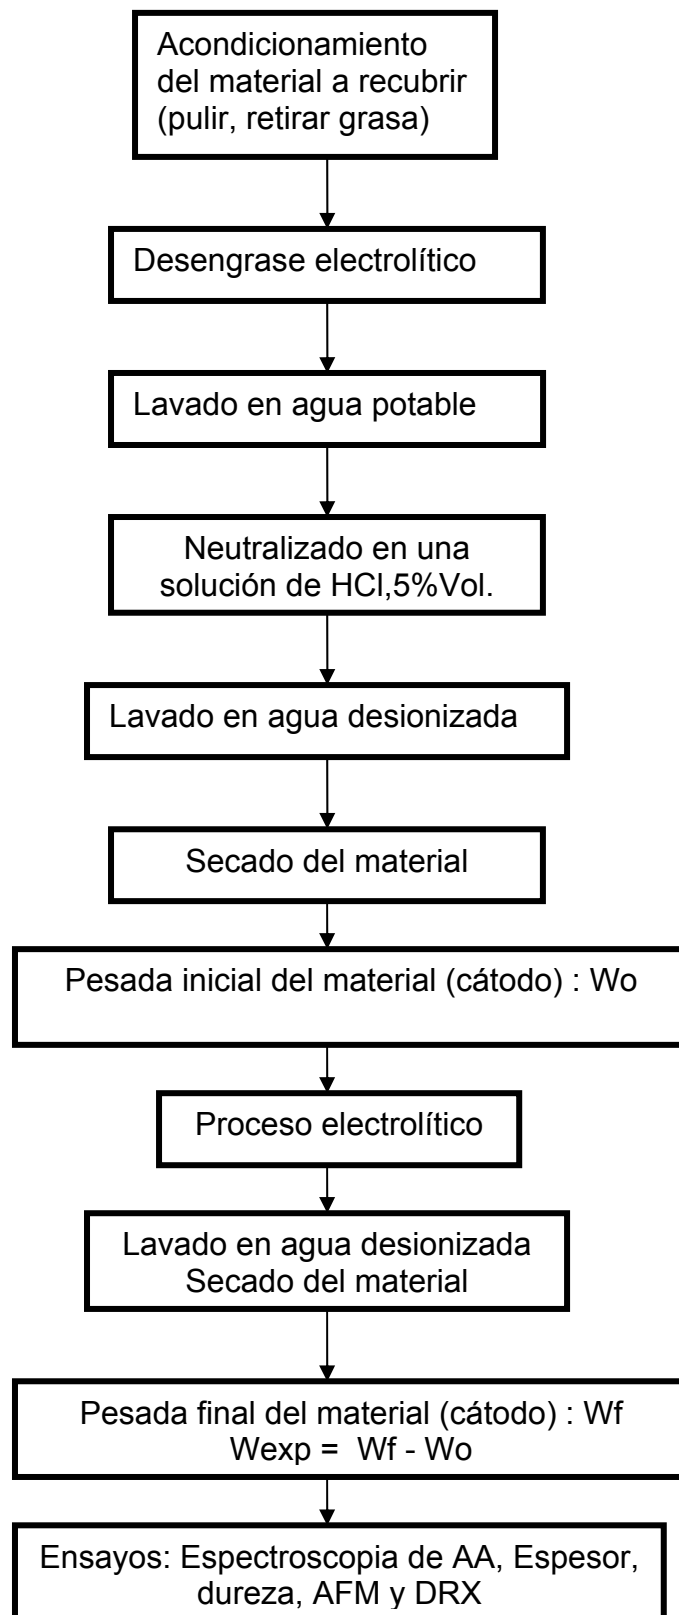 Acondicionamiento
del material a recubrir
(pulir, retirar grasa)
Desengrase electrolítico
Lavado en agua potable
Neutralizado en una
solución de HCl,5%Vol.
Lavado en agua desionizada
Secado del material
Pesada inicial del material (cátodo) : Wo
Proceso electrolítico
Lavado en agua desionizada
Secado del material
Pesada final del material (cátodo) : Wf
Wexp = Wf - Wo
Ensayos: Espectroscopia de AA, Espesor,
dureza, AFM y DRX